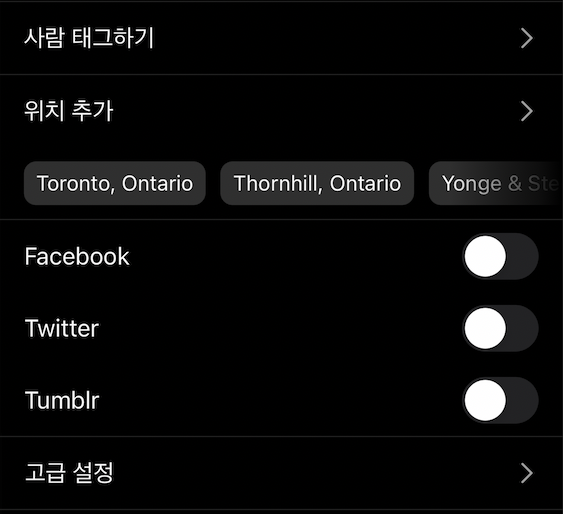 사람 태그하기
위치 추가
Toronto, Ontario Thornhill, Ontario Yonge & Ste
Facebook
Twitter
Tumblr
고급 설정